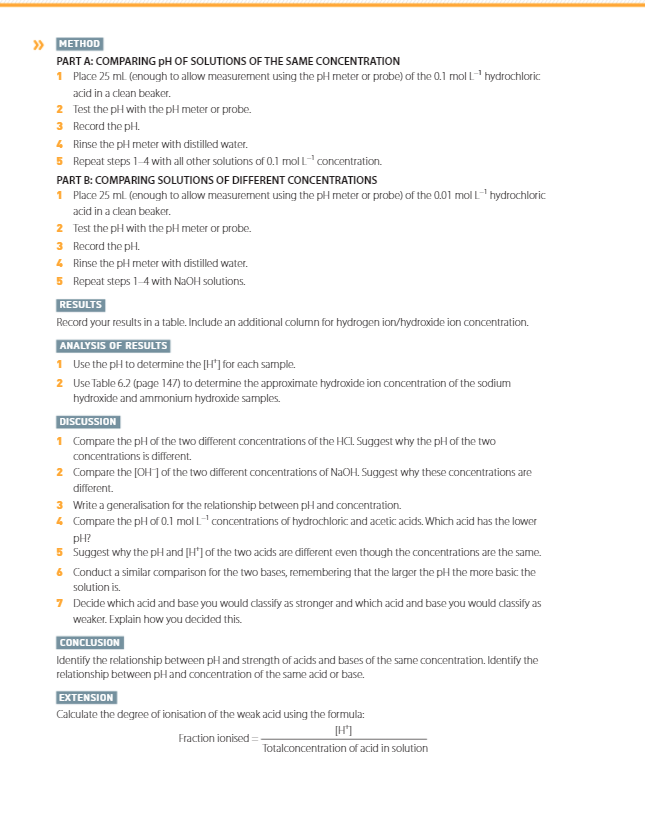 » METHOD
PART A: COMPARING pH OF SOLUTIONS OF THE SAME CONCENTRATION
1 Place 25 mL (enough to allow measurement using the pH meter or probe) of the 0.1 mol L⁻¹ hydrochloric
acid in a clean beaker.
2 Test the pH with the pH meter or probe.
3 Record the pH.
4 Rinse the pH meter with distilled water.
5 Repeat steps 1–4 with all other solutions of 0.1 mol L⁻¹ concentration.
PART B: COMPARING SOLUTIONS OF DIFFERENT CONCENTRATIONS
1 Place 25 mL (enough to allow measurement using the pH meter or probe) of the 0.01 mol L⁻¹ hydrochloric
acid in a clean beaker.
2 Test the pH with the pH meter or probe.
3 Record the pH.
4 Rinse the pH meter with distilled water.
5 Repeat steps 1–4 with NaOH solutions.
RESULTS
Record your results in a table. Include an additional column for hydrogen ion/hydroxide ion concentration.
ANALYSIS OF RESULTS
1 Use the pH to determine the [H⁺] for each sample.
2 Use Table 6.2 (page 147) to determine the approximate hydroxide ion concentration of the sodium
hydroxide and ammonium hydroxide samples.
DISCUSSION
1 Compare the pH of the two different concentrations of the HCl. Suggest why the pH of the two
concentrations is different.
2 Compare the [OH⁻] of the two different concentrations of NaOH. Suggest why these concentrations are
different.
3 Write a generalisation for the relationship between pH and concentration.
4 Compare the pH of 0.1 mol L⁻¹ concentrations of hydrochloric and acetic acids. Which acid has the lower
pH?
5 Suggest why the pH and [H⁺] of the two acids are different even though the concentrations are the same.
6 Conduct a similar comparison for the two bases, remembering that the larger the pH the more basic the
solution is.
7 Decide which acid and base you would classify as stronger and which acid and base you would classify as
weaker. Explain how you decided this.
CONCLUSION
Identify the relationship between pH and strength of acids and bases of the same concentration. Identify the
relationship between pH and concentration of the same acid or base.
EXTENSION
Calculate the degree of ionisation of the weak acid using the formula:
[H⁺]
Fraction ionised =
Totalconcentration of acid in solution